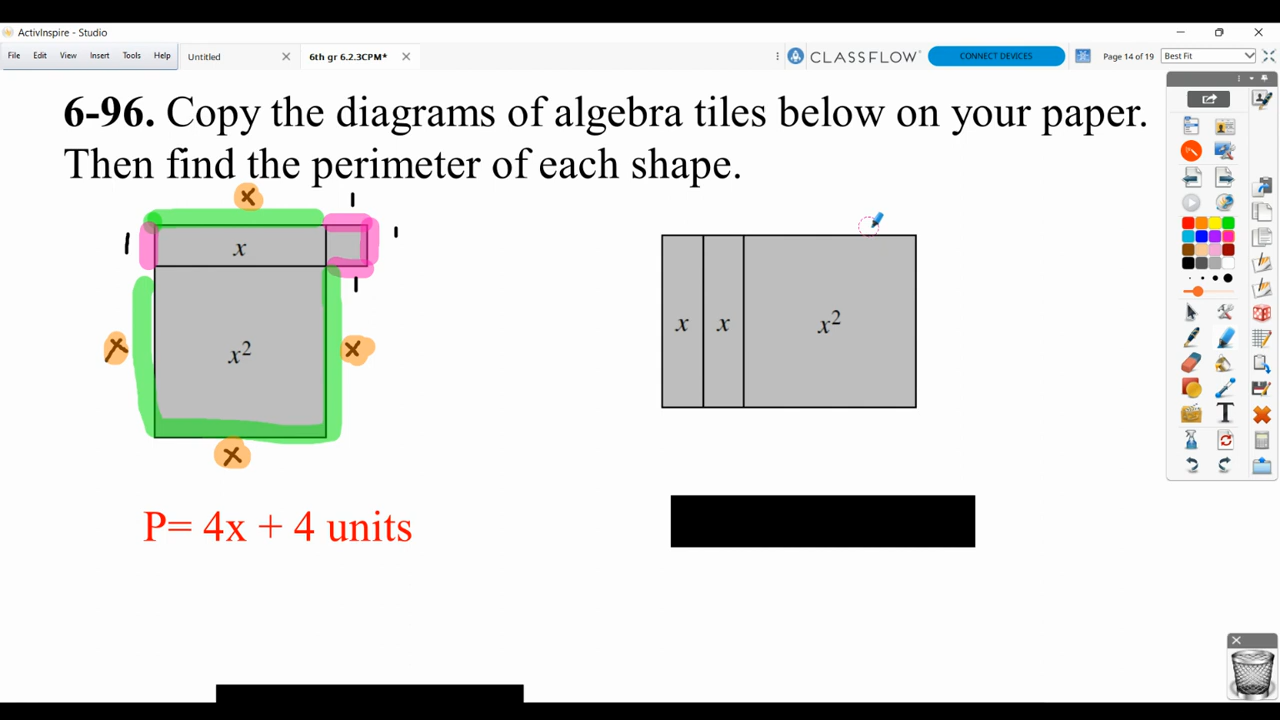 ActivInspire - Studio
File Edit View Insert Tools Help Untitled 6th gr 6.2.3CPM* CLASSFLOW CONNECT DEVICES Page 14 of 19 Best Fit
6-96. Copy the diagrams of algebra tiles below on your paper.
Then find the perimeter of each shape.
x 1
1 x 1
1
x x² x
x
x x x²
P= 4x + 4 units